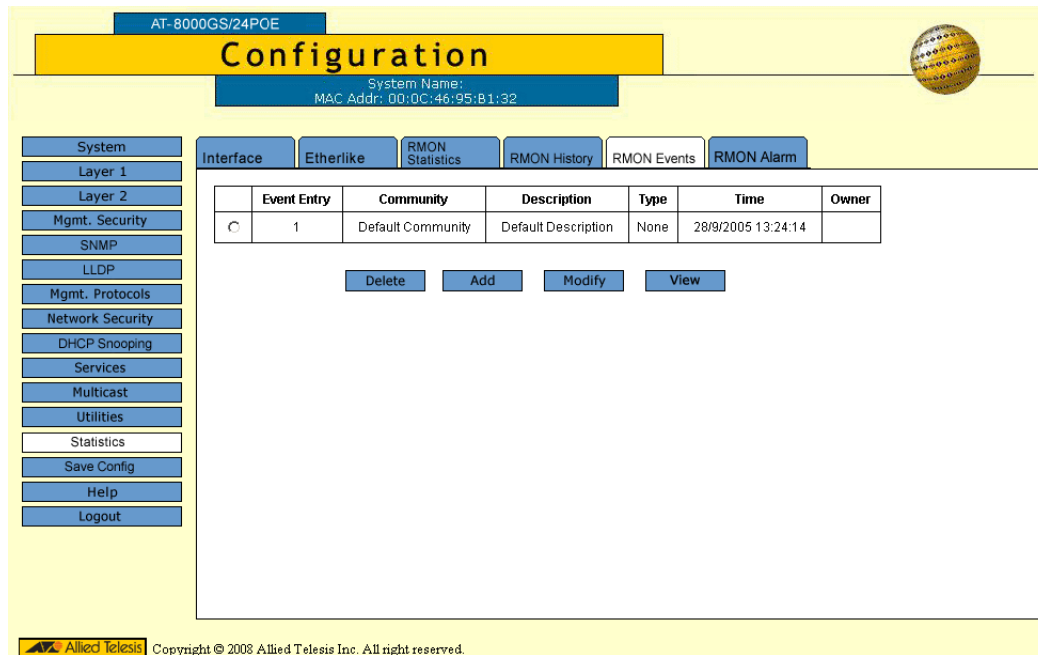 AT-8000GS/24POE
Configuration
System Name:
MAC Addr: 00:0C:46:95:B1:32
System
Layer 1
Layer 2
Mgmt. Security
SNMP
LLDP
Mgmt. Protocols
Network Security
DHCP Snooping
Services
Multicast
Utilities
Statistics
Save Config
Help
Logout
Interface Etherlike RMON Statistics RMON History RMON Events RMON Alarm
Event Entry Community Description Type Time Owner
1 Default Community Default Description None 28/9/2005 13:24:14
Delete Add Modify View
Allied Telesis Copyright © 2008 Allied Telesis Inc. All right reserved.